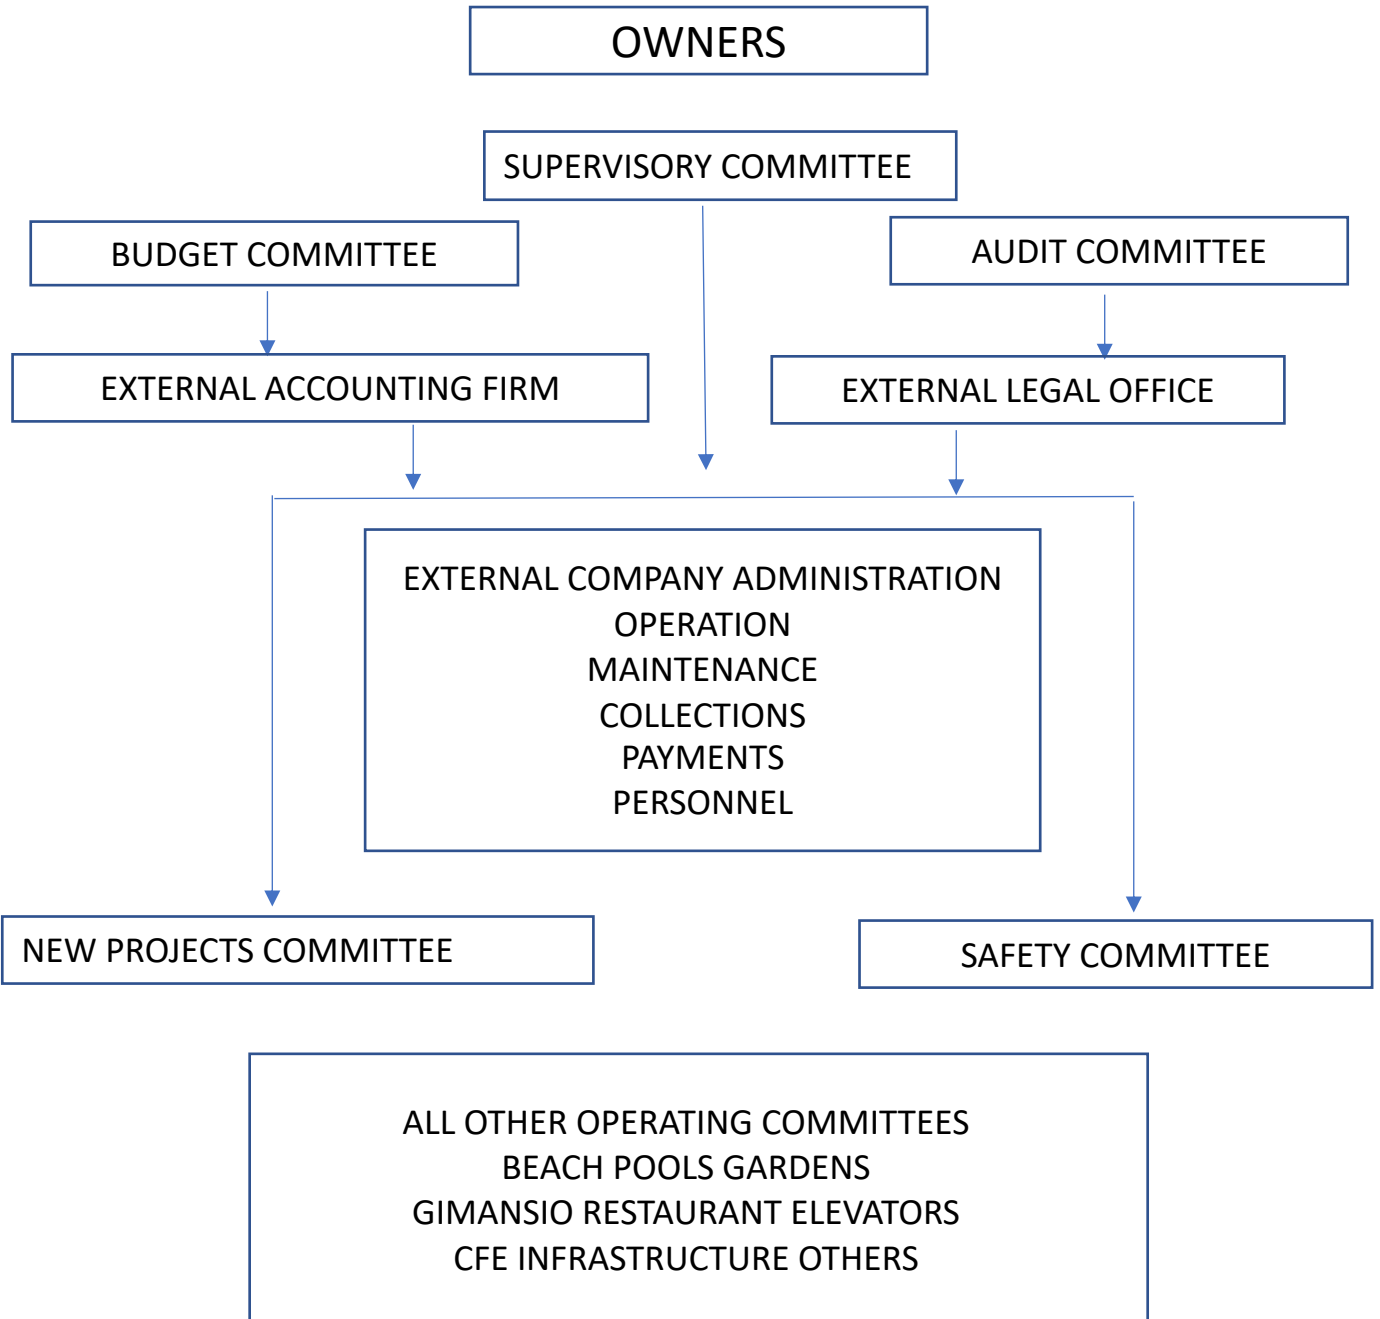 OWNERS
SUPERVISORY COMMITTEE
BUDGET COMMITTEE
AUDIT COMMITTEE
EXTERNAL ACCOUNTING FIRM
EXTERNAL LEGAL OFFICE
EXTERNAL COMPANY ADMINISTRATION
OPERATION
MAINTENANCE
COLLECTIONS
PAYMENTS
PERSONNEL
NEW PROJECTS COMMITTEE
SAFETY COMMITTEE
ALL OTHER OPERATING COMMITTEES
BEACH POOLS GARDENS
GIMANSIO RESTAURANT ELEVATORS
CFE INFRASTRUCTURE OTHERS